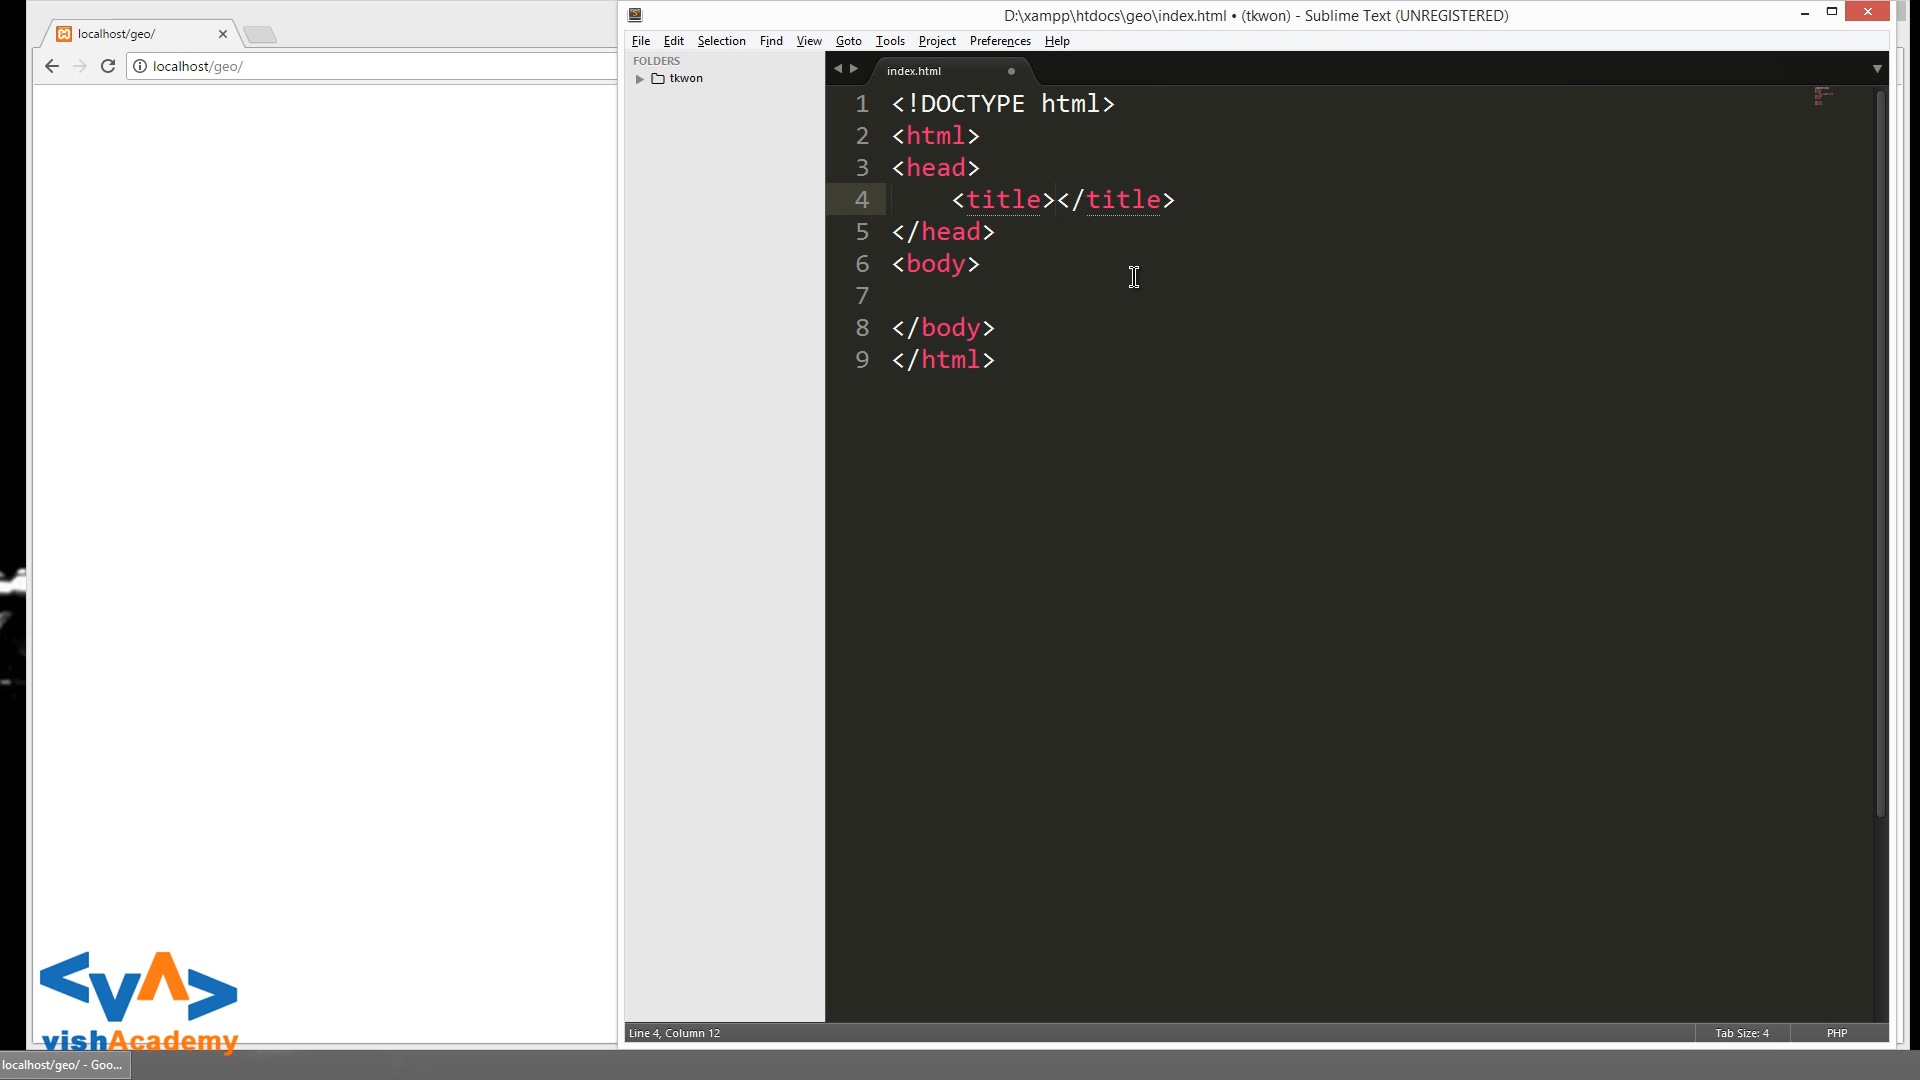 localhost/geo/
localhost/geo/
D:\xampp\htdocs\geo\index.html • (tkwon) - Sublime Text (UNREGISTERED)
File Edit Selection Find View Goto Tools Project Preferences Help
FOLDERS
tkwon
index.html
1 <!DOCTYPE html>
2 <html>
3 <head>
4     <title></title>
5 </head>
6 <body>
7
8 </body>
9 </html>
<vA>
vishAcademy
Line 4, Column 12
Tab Size: 4
PHP
localhost/geo/ - Goo...